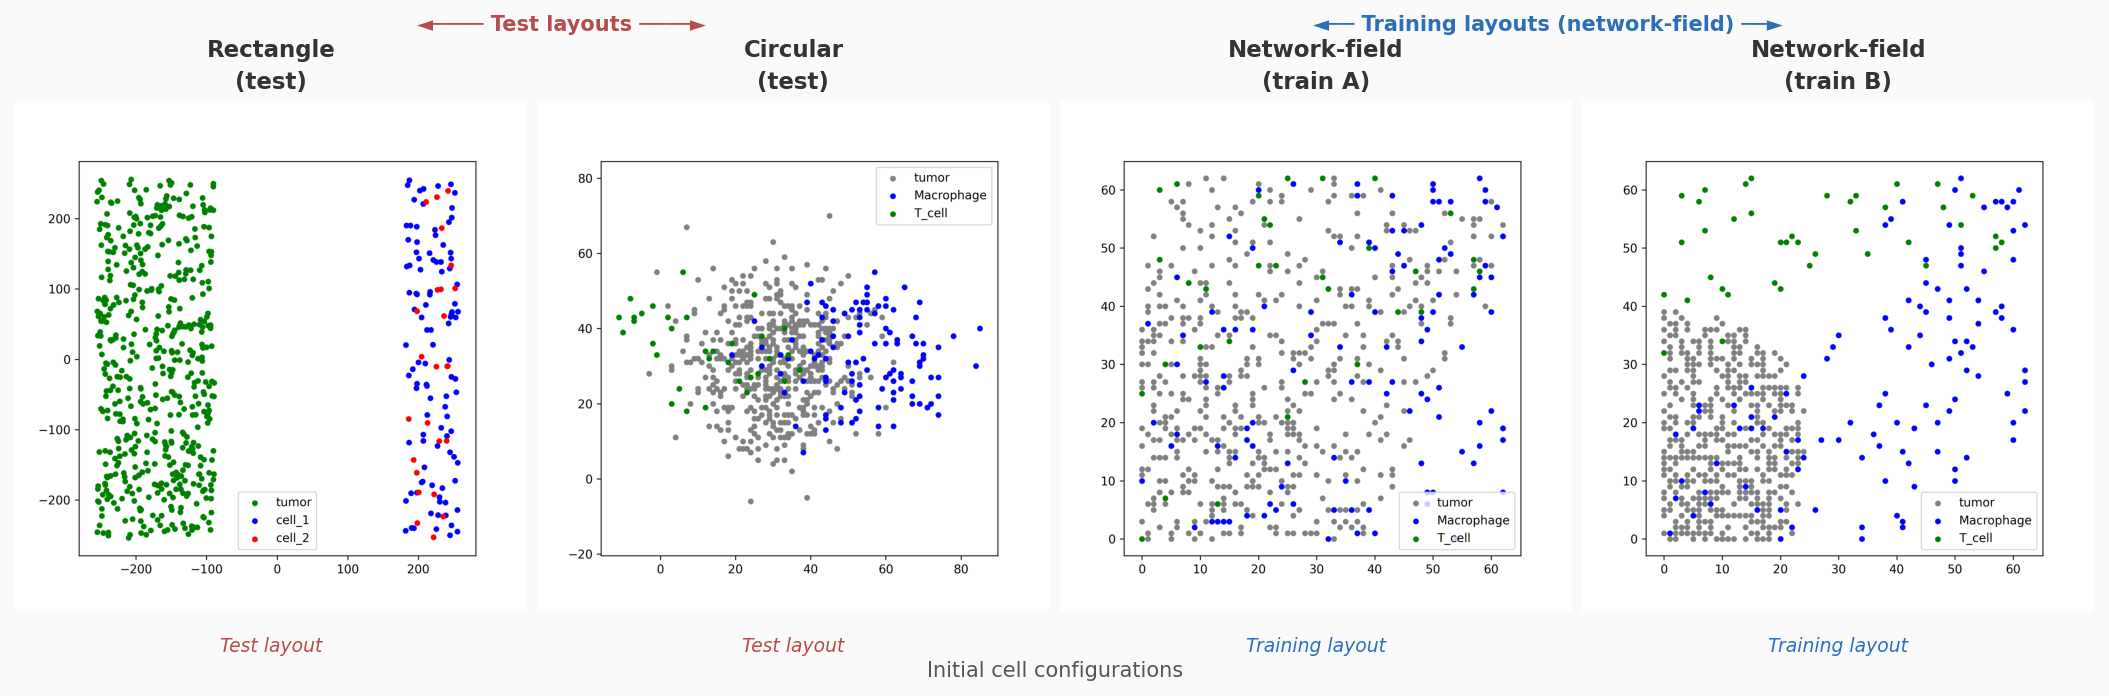 ◄─── Test layouts ───►
◄── Training layouts (network-field) ──►
Rectangle
(test)
Circular
(test)
Network-field
(train A)
Network-field
(train B)
200
100
0
−100
−200
−200
−100
0
100
200
tumor
cell_1
cell_2
80
60
40
20
0
−20
0
20
40
60
80
tumor
Macrophage
T_cell
60
50
40
30
20
10
0
0
10
20
30
40
50
60
tumor
Macrophage
T_cell
60
50
40
30
20
10
0
0
10
20
30
40
50
60
tumor
Macrophage
T_cell
Test layout
Test layout
Training layout
Training layout
Initial cell configurations